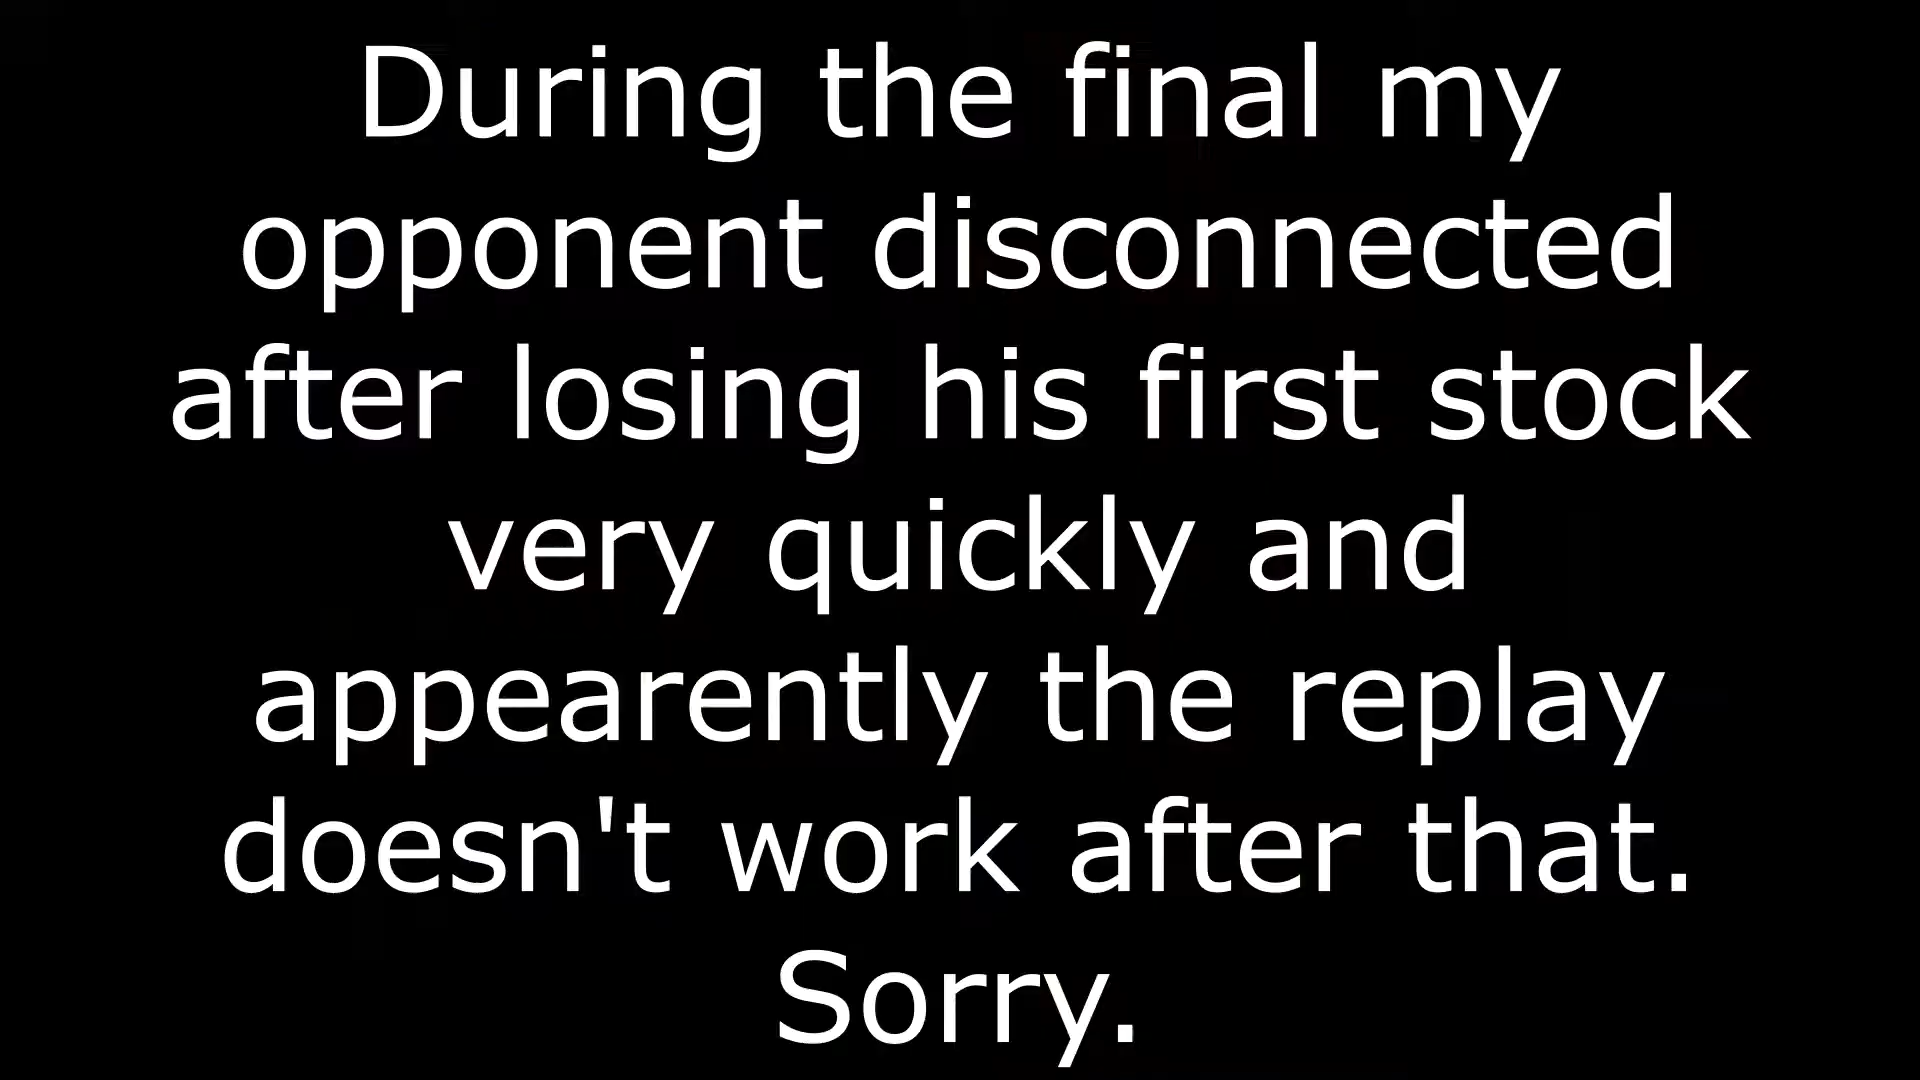 During the final my
opponent disconnected
after losing his first stock
very quickly and
appearently the replay
doesn't work after that.
Sorry.